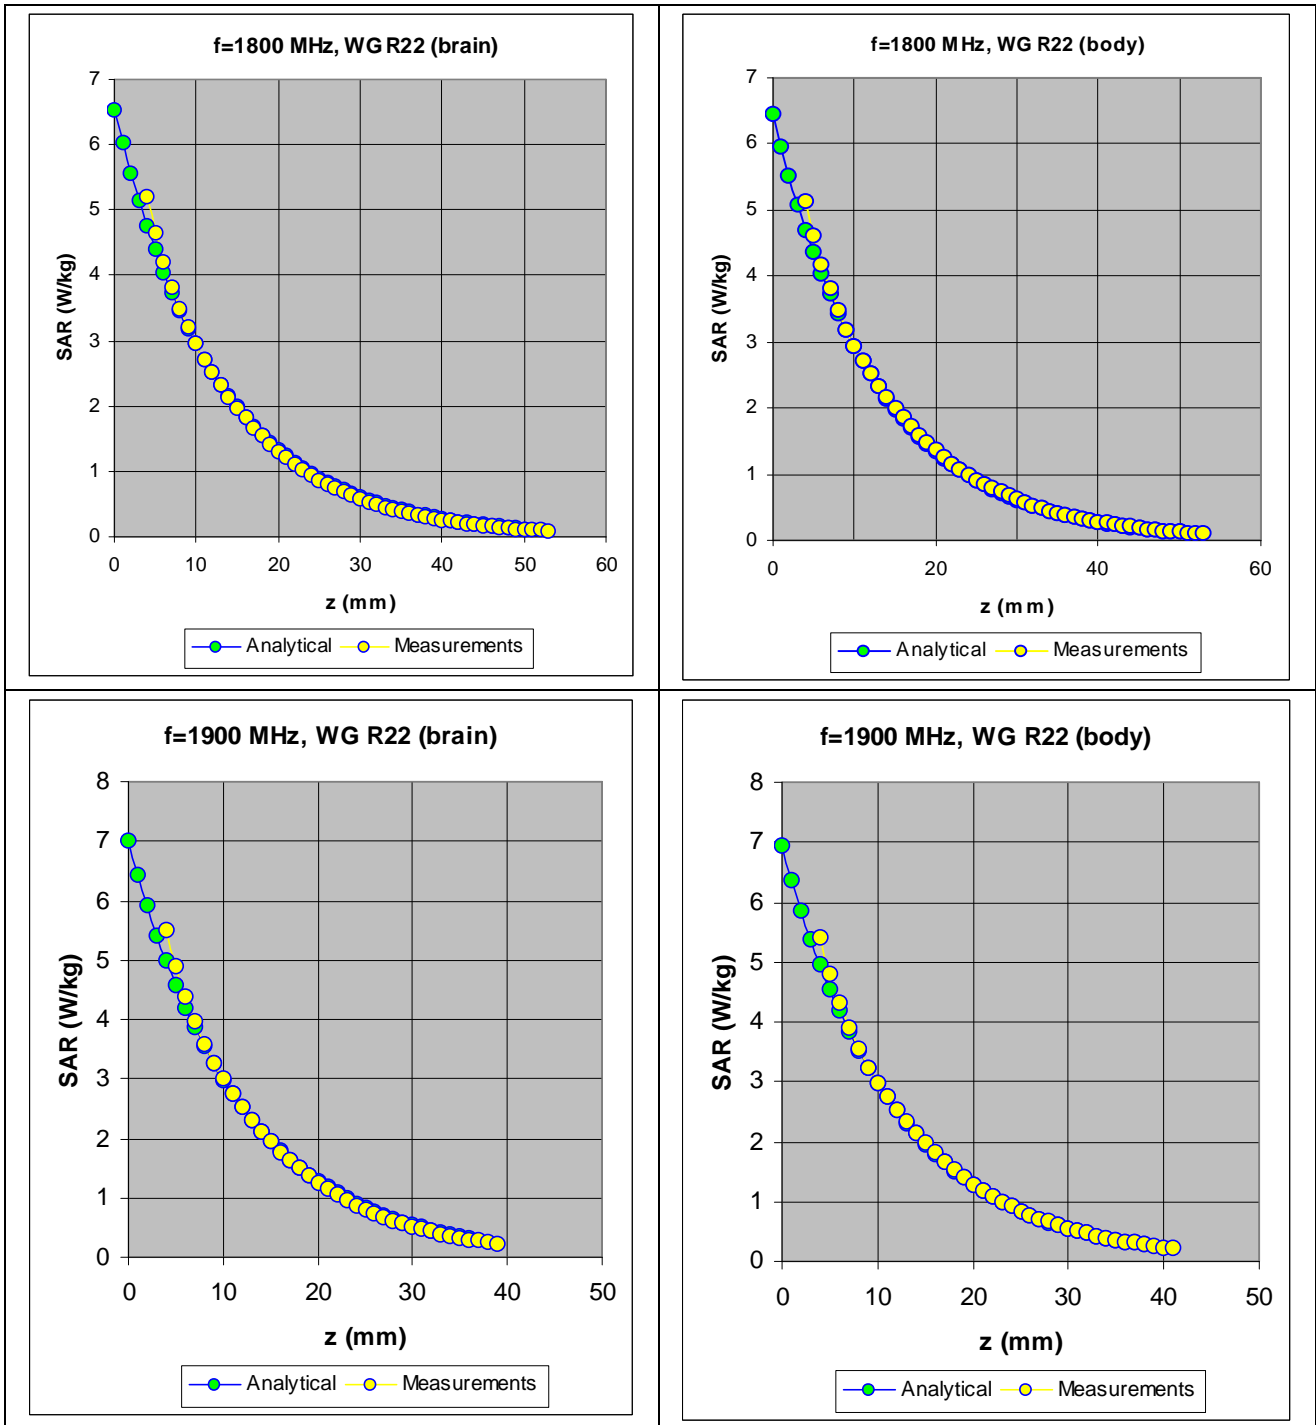 f=1800 MHz, WG R22 (brain)
7
6
5
4
3
2
1
0
SAR (W/kg)
0 10 20 30 40 50 60
z (mm)
Analytical Measurements
f=1800 MHz, WG R22 (body)
7
6
5
4
3
2
1
0
SAR (W/kg)
0 20 40 60
z (mm)
Analytical Measurements
f=1900 MHz, WG R22 (brain)
8
7
6
5
4
3
2
1
0
SAR (W/kg)
0 10 20 30 40 50
z (mm)
Analytical Measurements
f=1900 MHz, WG R22 (body)
8
7
6
5
4
3
2
1
0
SAR (W/kg)
0 10 20 30 40 50
z (mm)
Analytical Measurements